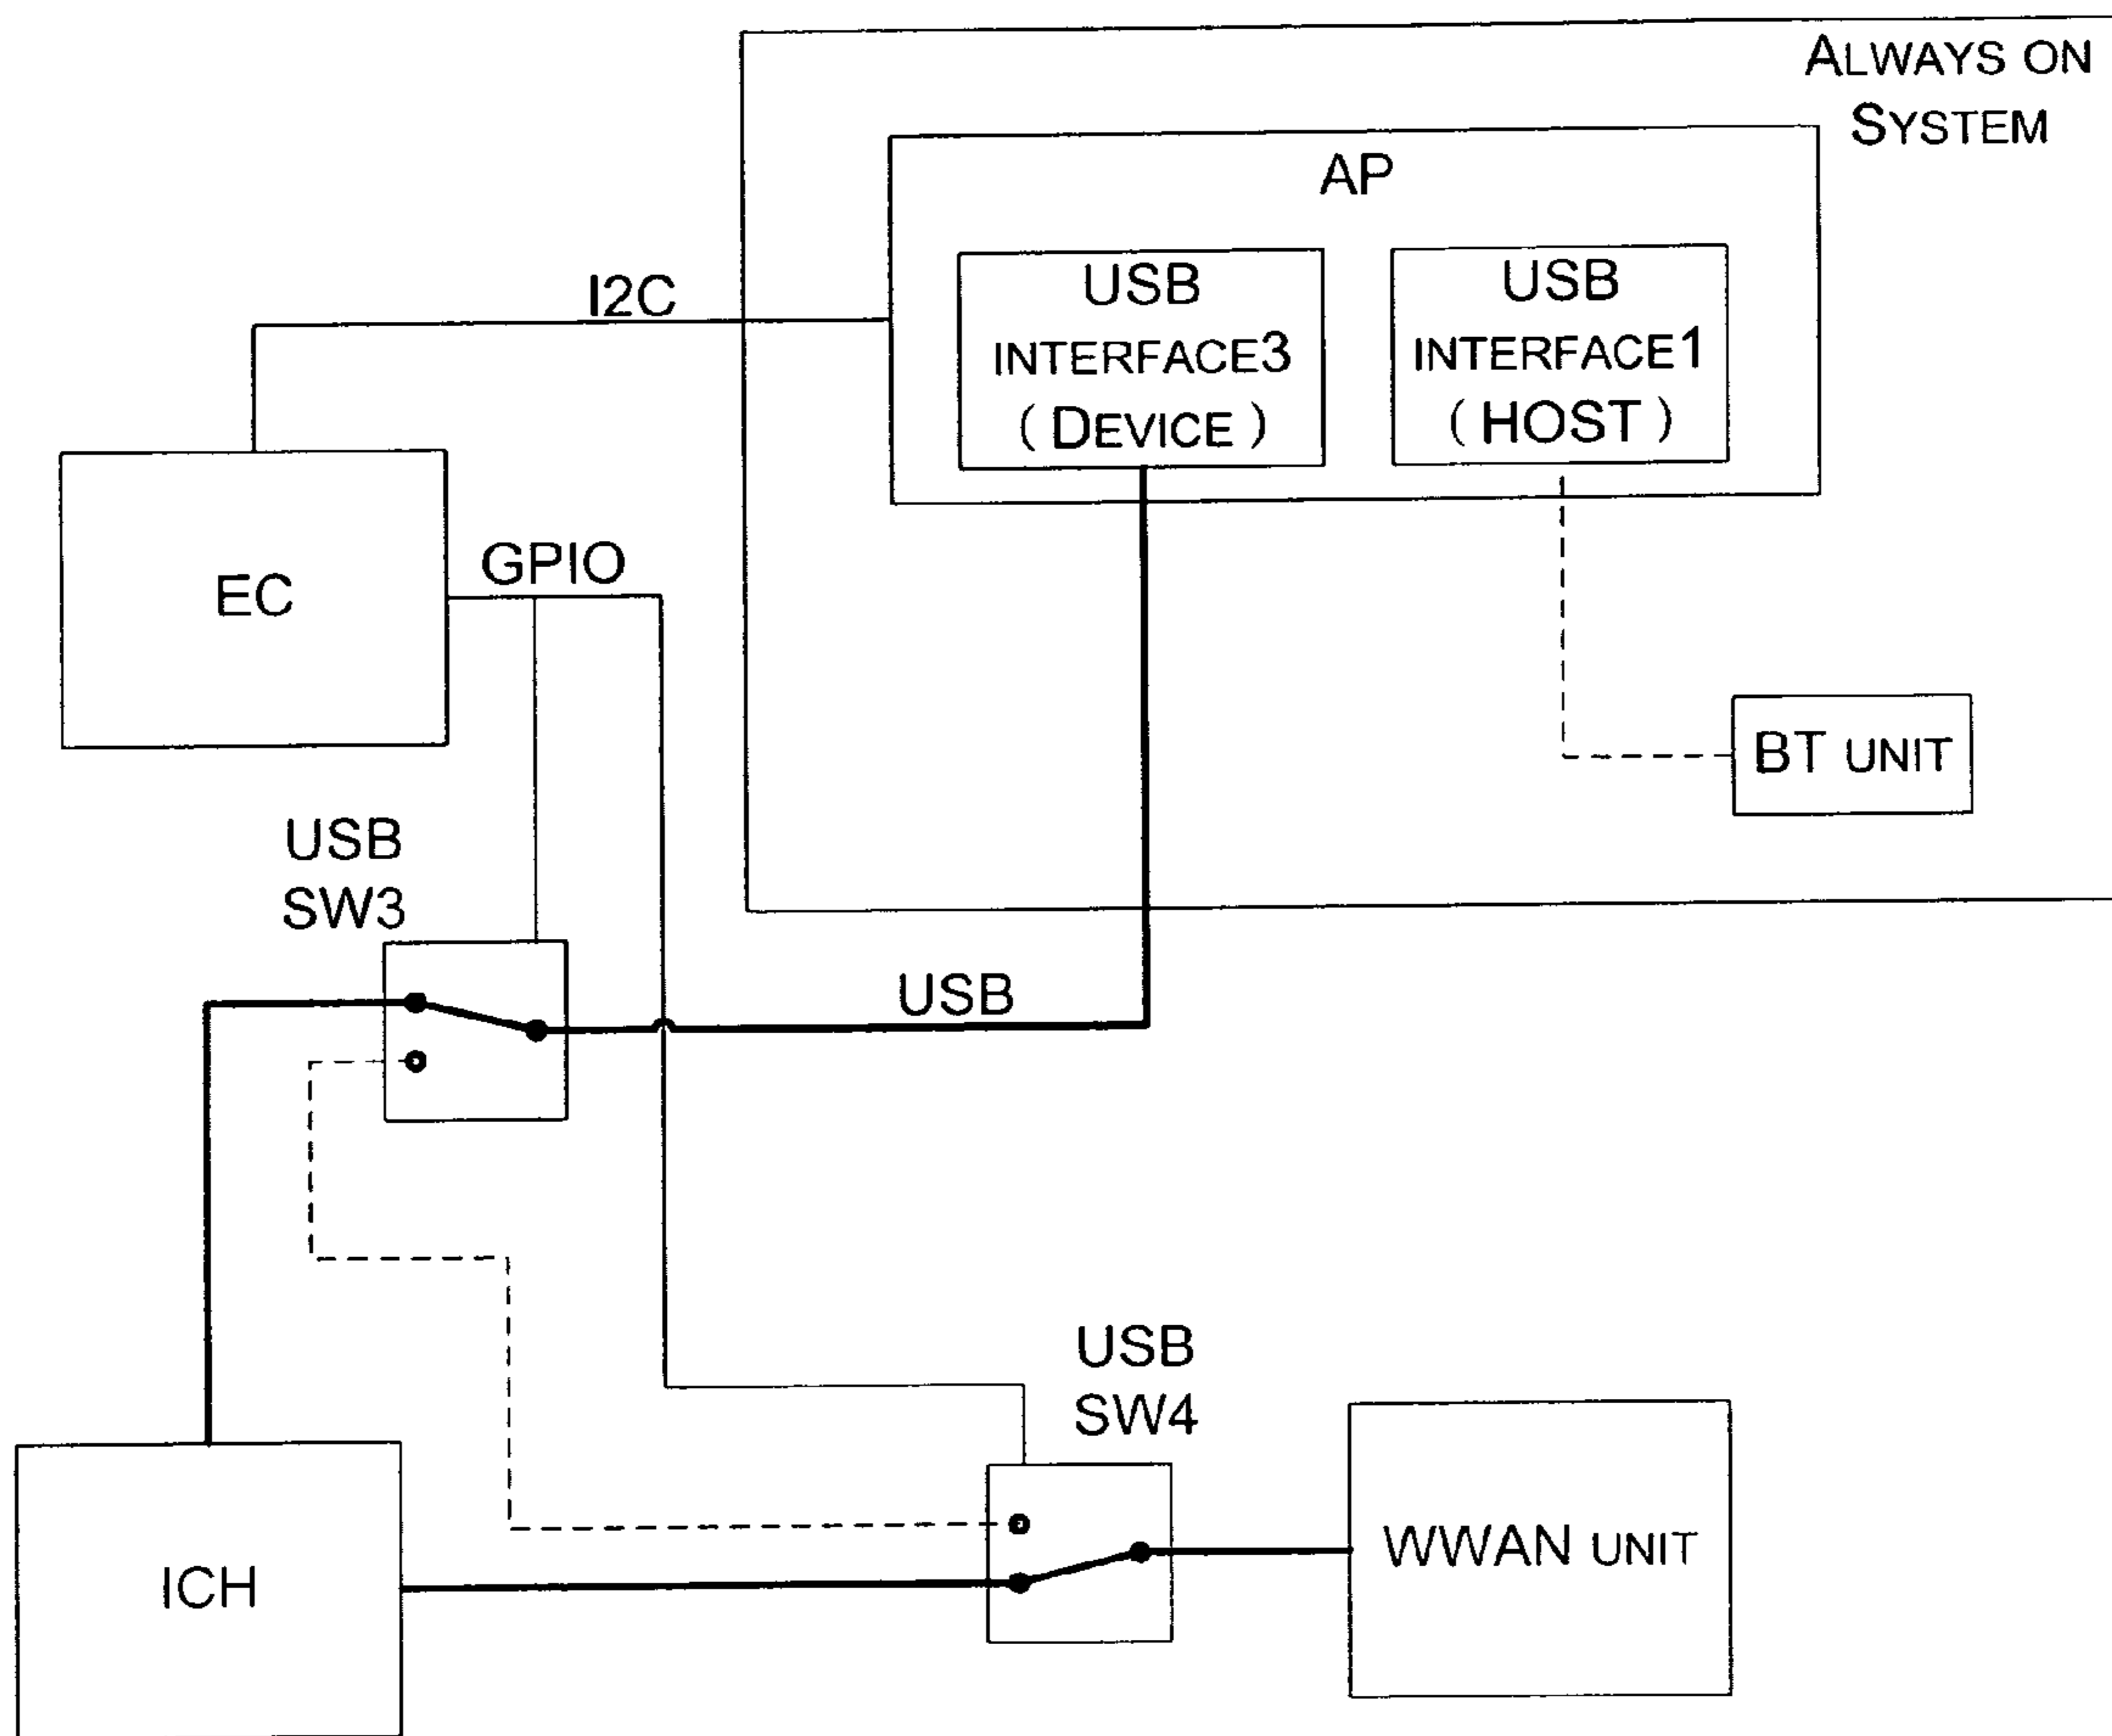 ALWAYS ON
SYSTEM
AP
USB
INTERFACE3
(DEVICE)
USB
INTERFACE1
(HOST)
I2C
EC
GPIO
BT UNIT
USB
SW3
USB
USB
SW4
WWAN UNIT
ICH